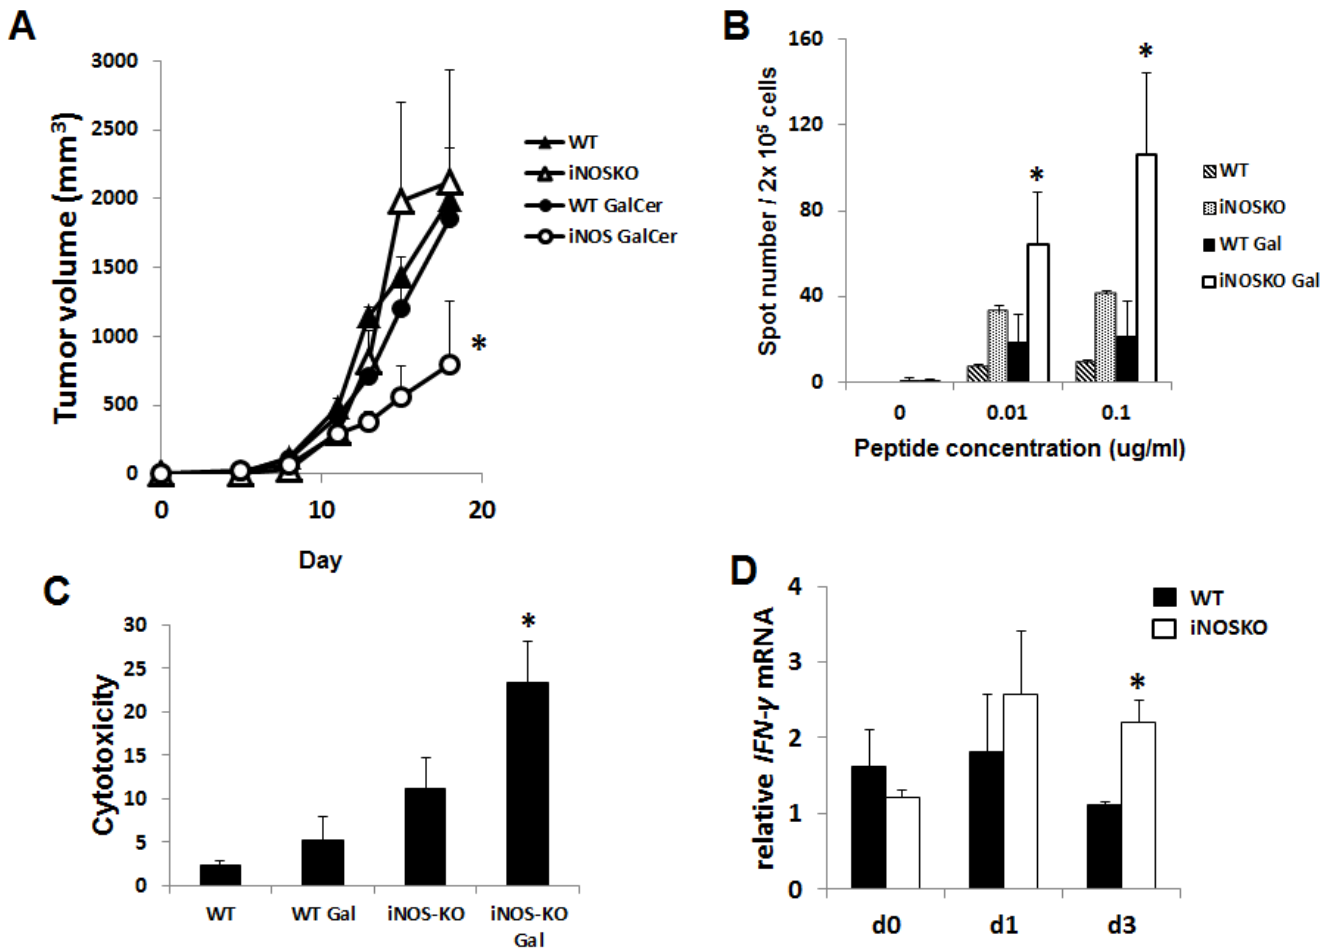 A
Tumor volume (mm³)
3000
2500
2000
1500
1000
500
0
0
10
20
Day
*
WT
iNOSKO
WT GalCer
iNOS GalCer
B
Spot number / 2x 10⁵ cells
160
120
80
40
0
*
*
0
0.01
0.1
Peptide concentration (ug/ml)
WT
iNOSKO
WT Gal
iNOSKO Gal
C
Cytotoxicity
30
25
20
15
10
5
0
*
WT
WT Gal
iNOS-KO
iNOS-KO
Gal
D
relative IFN-γ mRNA
4
3
2
1
0
*
d0
d1
d3
WT
iNOSKO